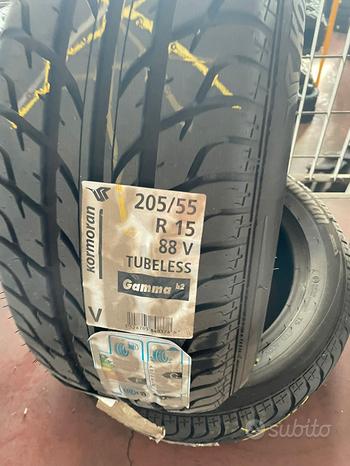 kormoran
205/55
R 15
88 V
TUBELESS
Gamma b2
V
subito